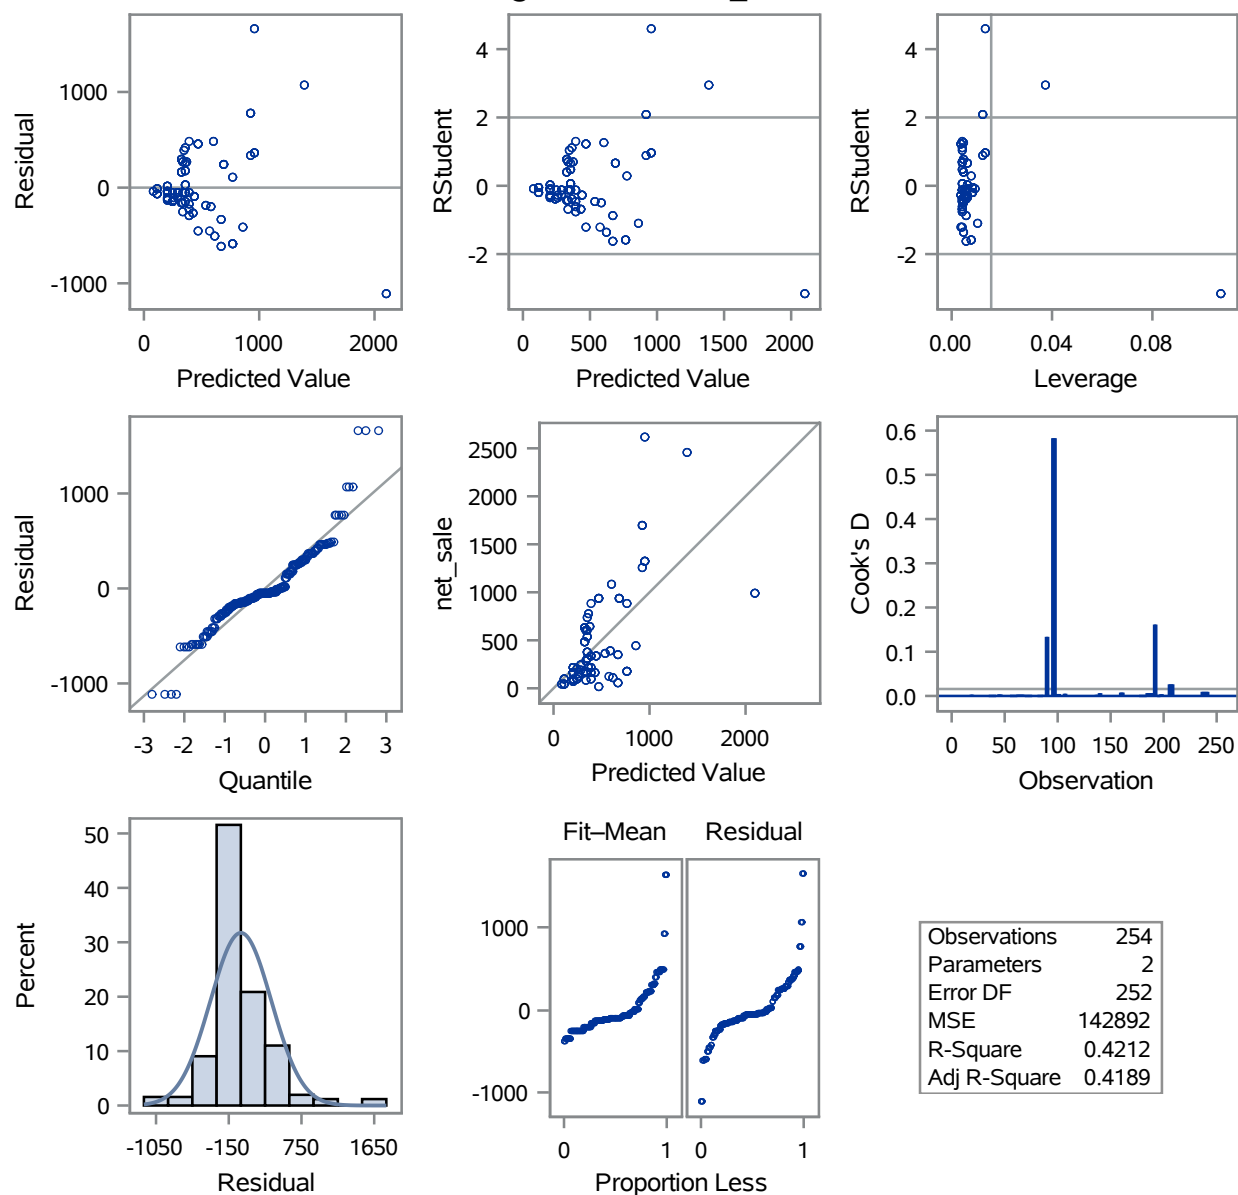 Residual
1000
0
-1000
0 1000 2000
Predicted Value
RStudent
4
2
0
-2
0 500 1000 1500 2000
Predicted Value
RStudent
4
2
0
-2
0.00 0.04 0.08
Leverage
Residual
1000
0
-1000
-3 -2 -1 0 1 2 3
Quantile
net_sale
2500
2000
1500
1000
500
0
0 1000 2000
Predicted Value
Cook's D
0.6
0.5
0.4
0.3
0.2
0.1
0.0
0 50 100 150 200 250
Observation
Percent
50
40
30
20
10
0
-1050 -150 750 1650
Residual
Fit–Mean Residual
1000
0
-1000
0 1 0 1
Proportion Less
Observations 254
Parameters 2
Error DF 252
MSE 142892
R-Square 0.4212
Adj R-Square 0.4189